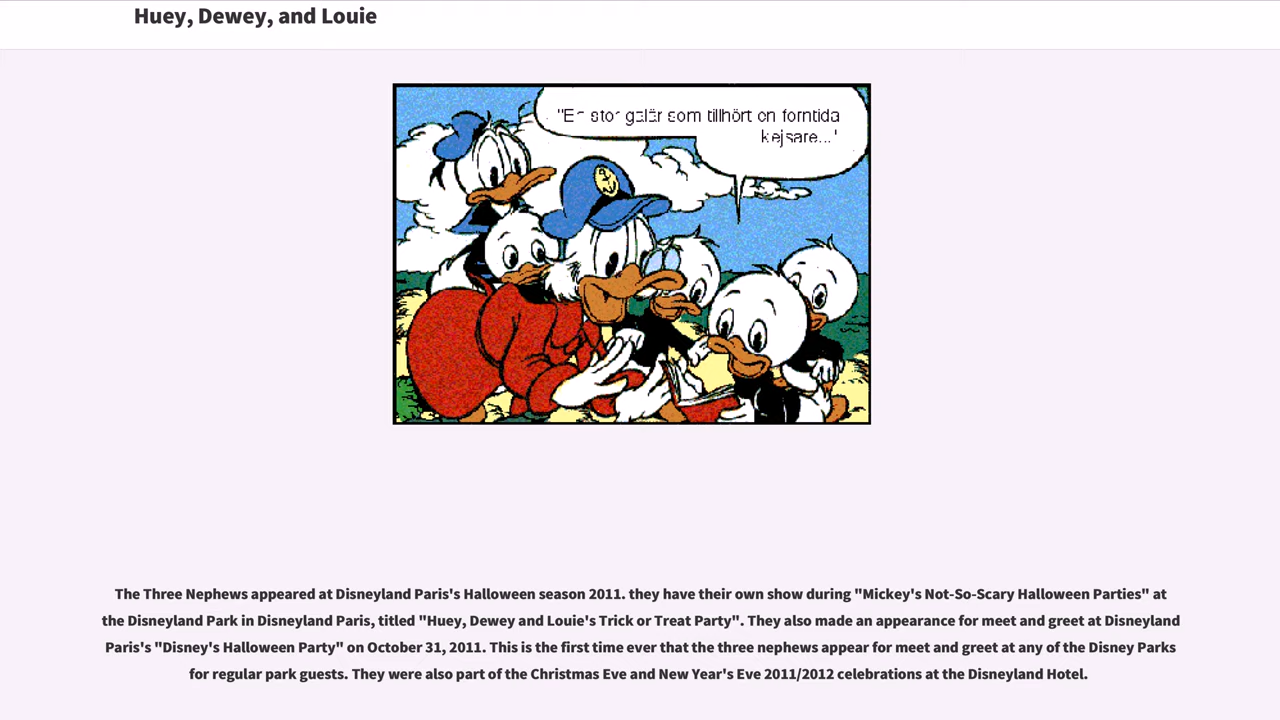 Huey, Dewey, and Louie
"En stor galär som tillhört en forntida
kejsare..."
The Three Nephews appeared at Disneyland Paris's Halloween season 2011. they have their own show during "Mickey's Not-So-Scary Halloween Parties" at
the Disneyland Park in Disneyland Paris, titled "Huey, Dewey and Louie's Trick or Treat Party". They also made an appearance for meet and greet at Disneyland
Paris's "Disney's Halloween Party" on October 31, 2011. This is the first time ever that the three nephews appear for meet and greet at any of the Disney Parks
for regular park guests. They were also part of the Christmas Eve and New Year's Eve 2011/2012 celebrations at the Disneyland Hotel.